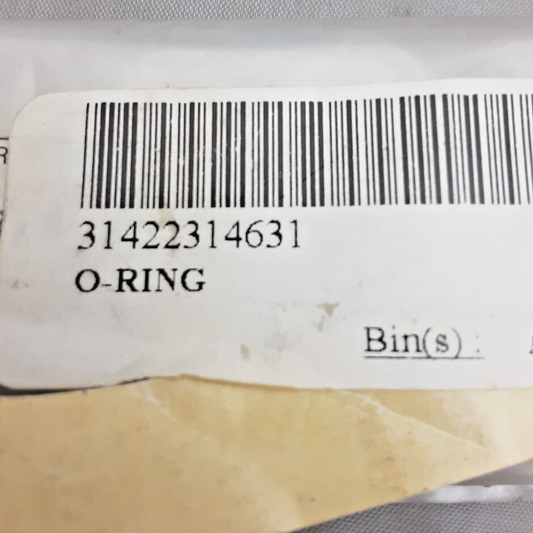 31422314631
O-RING
Bin(s) :
R